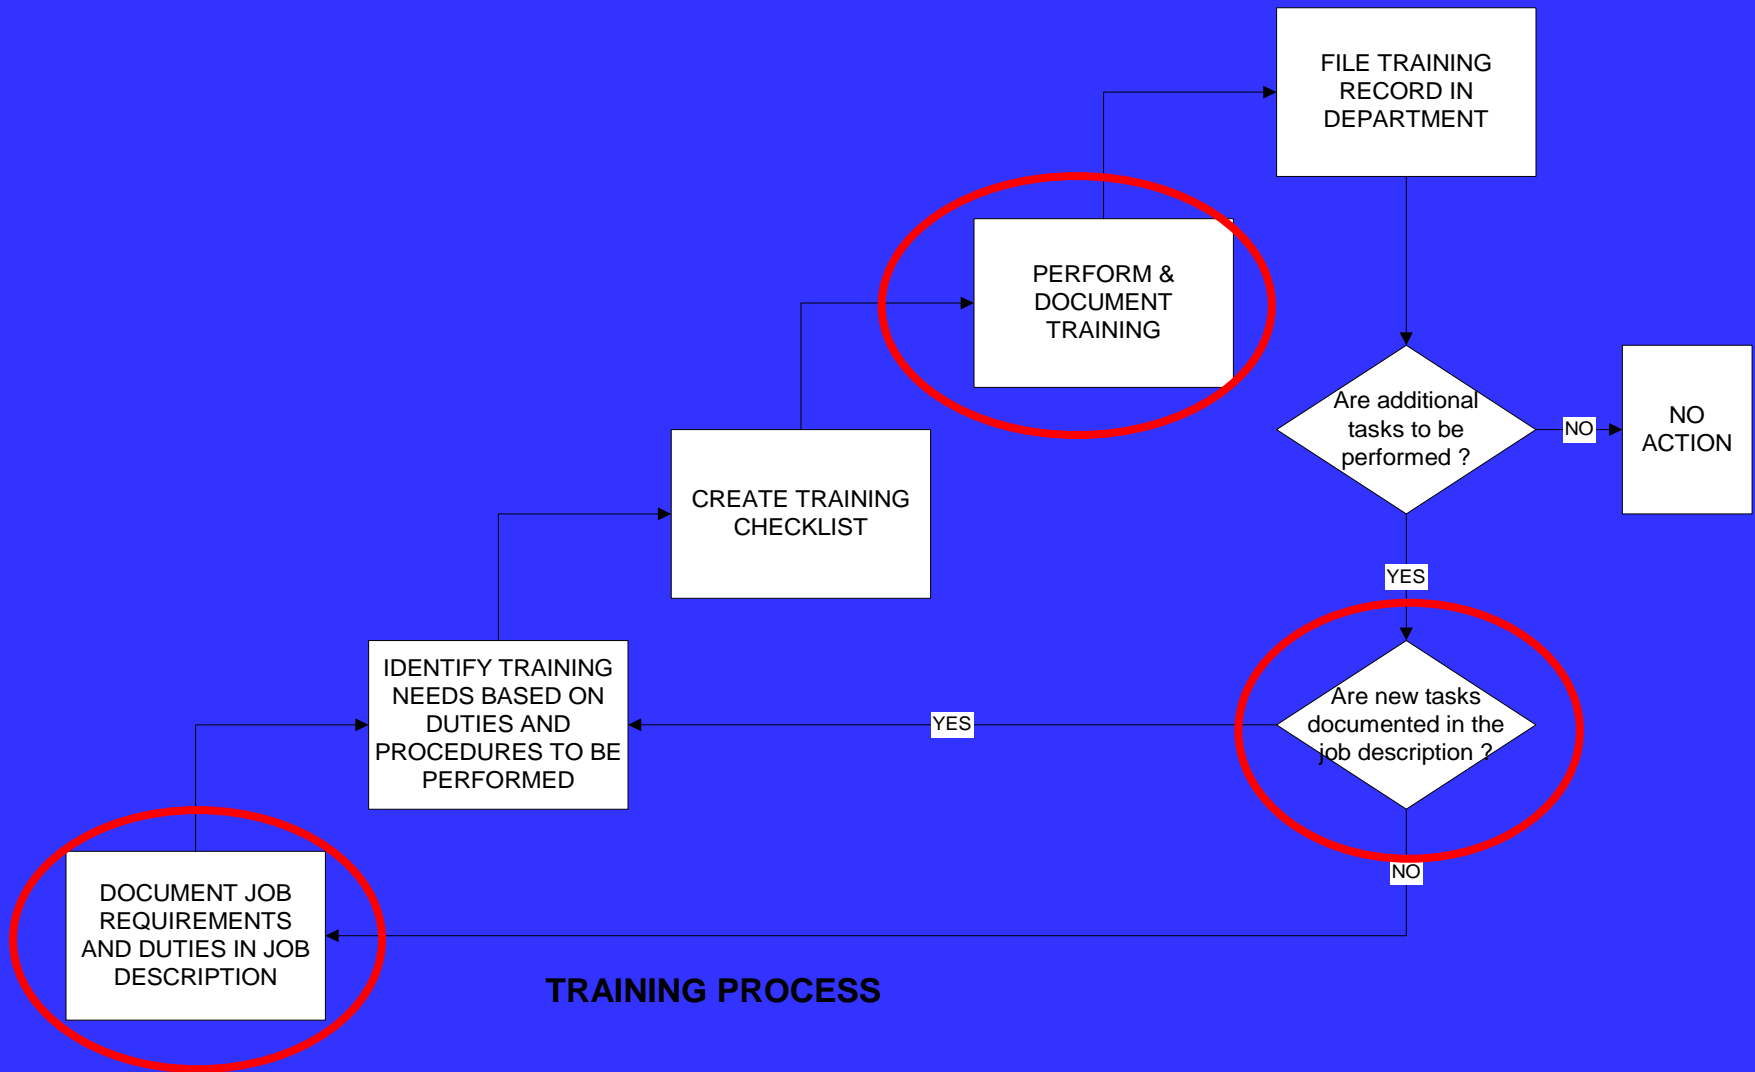 FILE TRAINING
RECORD IN
DEPARTMENT
PERFORM &
DOCUMENT
TRAINING
Are additional
tasks to be
performed ?
NO
NO
ACTION
CREATE TRAINING
CHECKLIST
YES
IDENTIFY TRAINING
NEEDS BASED ON
DUTIES AND
PROCEDURES TO BE
PERFORMED
YES
Are new tasks
documented in the
job description ?
NO
DOCUMENT JOB
REQUIREMENTS
AND DUTIES IN JOB
DESCRIPTION
TRAINING PROCESS